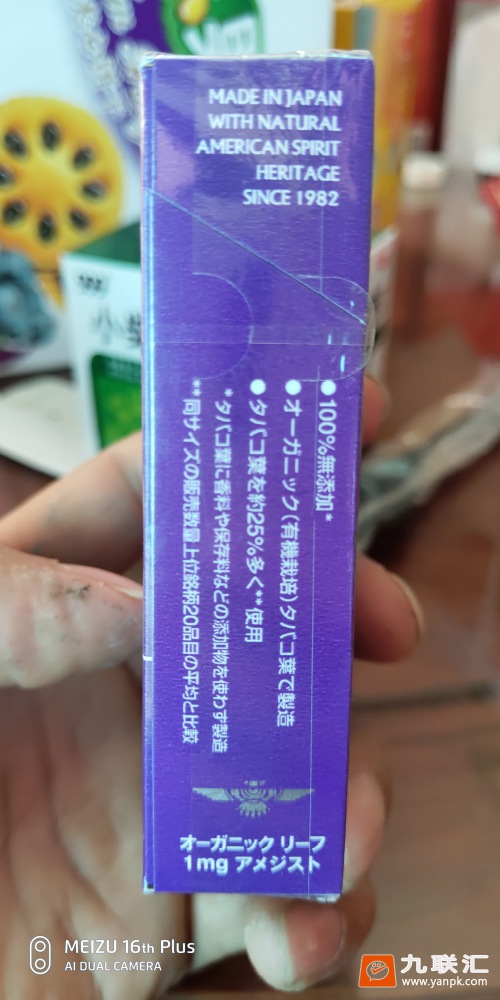 MADE IN JAPAN
WITH NATURAL
AMERICAN SPIRIT
HERITAGE
SINCE 1982
●100%無添加*
●オーガニック(有機栽培)タバコ葉で製造
●タバコ葉を約25%多く**使用
*タバコ葉に香料や保存料などの添加物を使わず製造
**同サイズの販売数量上位銘柄20品目の平均と比較
オーガニック リーフ
1mg アメジスト
999
小柴
MEIZU 16th Plus
AI DUAL CAMERA
九联汇
www.yanpk.com